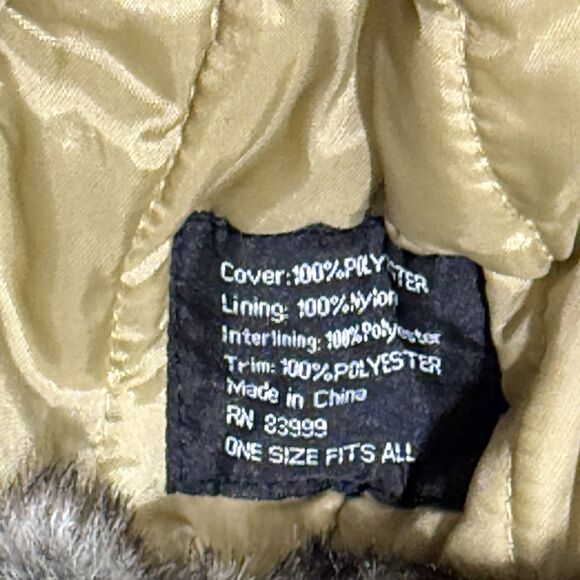 Cover:100%POLYESTER
Lining: 100%Nylon
Interlining: 100%Polyester
Trim: 100%POLYESTER
Made in China
RN 83999
ONE SIZE FITS ALL